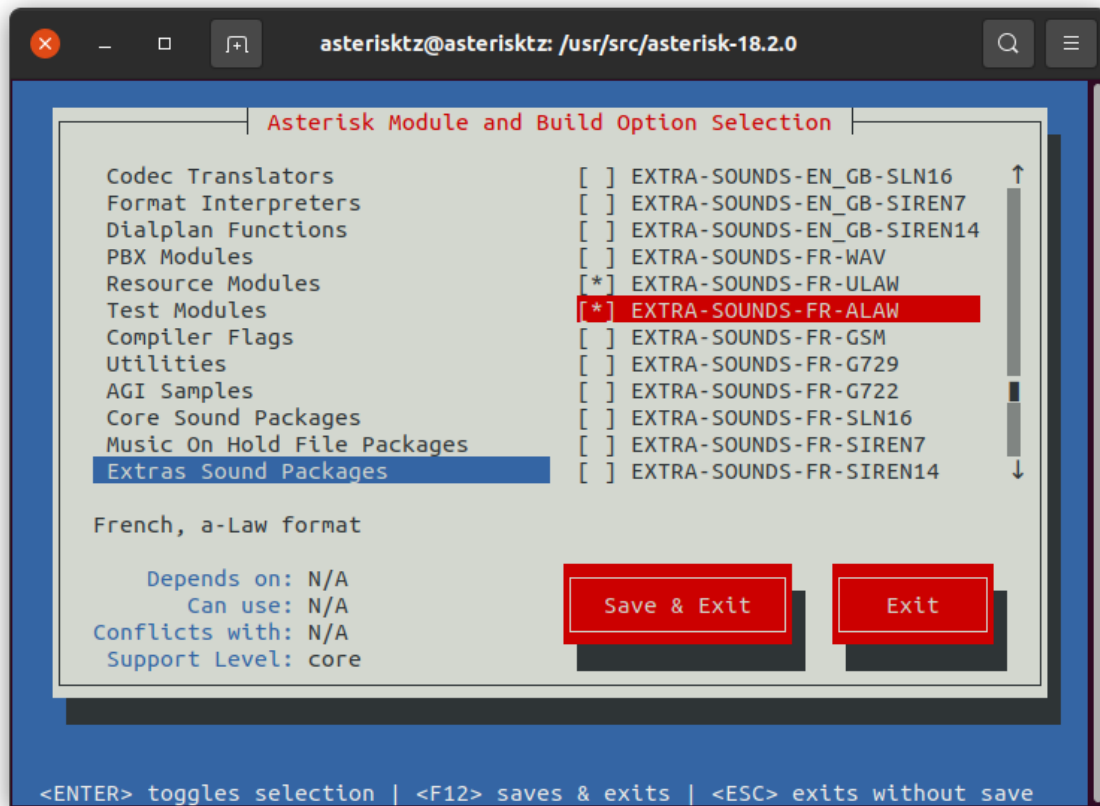 asterisktz@asterisktz: /usr/src/asterisk-18.2.0
Asterisk Module and Build Option Selection
Codec Translators [ ] EXTRA-SOUNDS-EN_GB-SLN16 ↑
Format Interpreters [ ] EXTRA-SOUNDS-EN_GB-SIREN7
Dialplan Functions [ ] EXTRA-SOUNDS-EN_GB-SIREN14
PBX Modules [ ] EXTRA-SOUNDS-FR-WAV
Resource Modules [*] EXTRA-SOUNDS-FR-ULAW
Test Modules [*] EXTRA-SOUNDS-FR-ALAW
Compiler Flags [ ] EXTRA-SOUNDS-FR-GSM
Utilities [ ] EXTRA-SOUNDS-FR-G729
AGI Samples [ ] EXTRA-SOUNDS-FR-G722
Core Sound Packages [ ] EXTRA-SOUNDS-FR-SLN16
Music On Hold File Packages [ ] EXTRA-SOUNDS-FR-SIREN7
Extras Sound Packages [ ] EXTRA-SOUNDS-FR-SIREN14 ↓
French, a-Law format
Depends on: N/A
Can use: N/A
Conflicts with: N/A
Support Level: core
Save & Exit
Exit
<ENTER> toggles selection | <F12> saves & exits | <ESC> exits without save